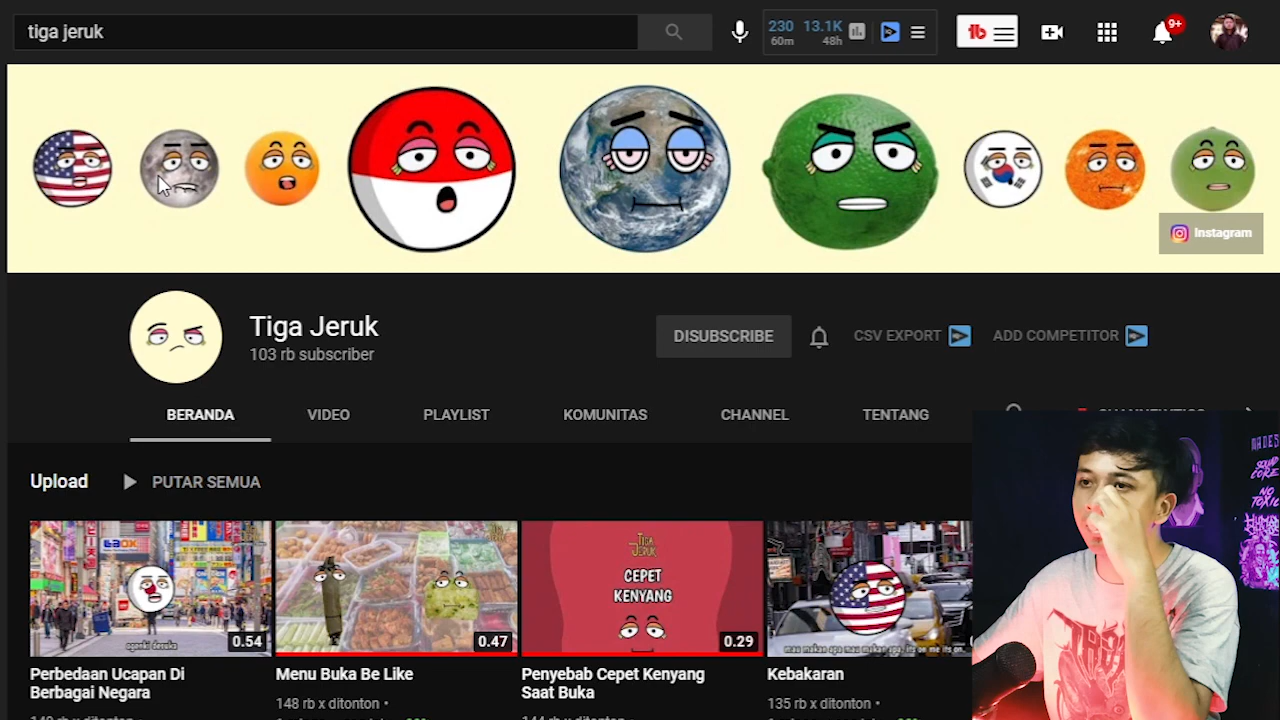 tiga jeruk
230 13.1K
60m 48h
9+
Instagram
Tiga Jeruk
103 rb subscriber
DISUBSCRIBE
CSV EXPORT
ADD COMPETITOR
BERANDA
VIDEO
PLAYLIST
KOMUNITAS
CHANNEL
TENTANG
Upload
PUTAR SEMUA
0.54
0.47
TIGA
JERUK
CEPET
KENYANG
0.29
Perbedaan Ucapan Di
Berbagai Negara
Menu Buka Be Like
148 rb x ditonton •
Penyebab Cepet Kenyang
Saat Buka
Kebakaran
135 rb x ditonton •
NO